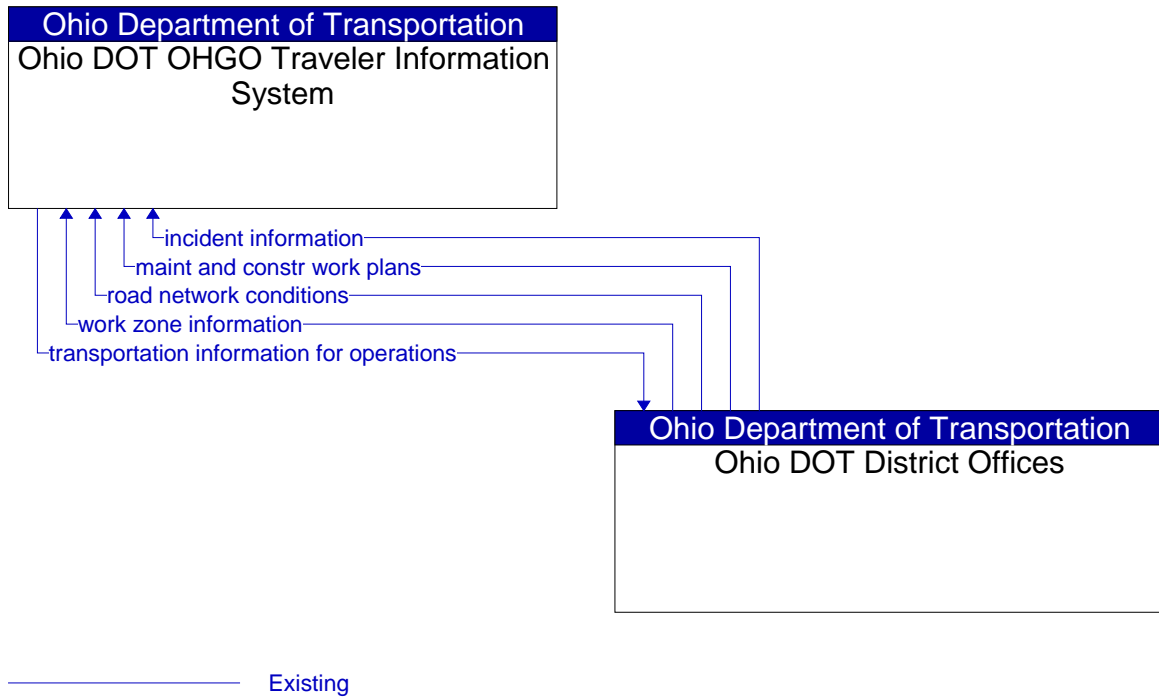 Ohio Department of Transportation
Ohio DOT OHGO Traveler Information
System
incident information
maint and constr work plans
road network conditions
work zone information
transportation information for operations
Ohio Department of Transportation
Ohio DOT District Offices
Existing